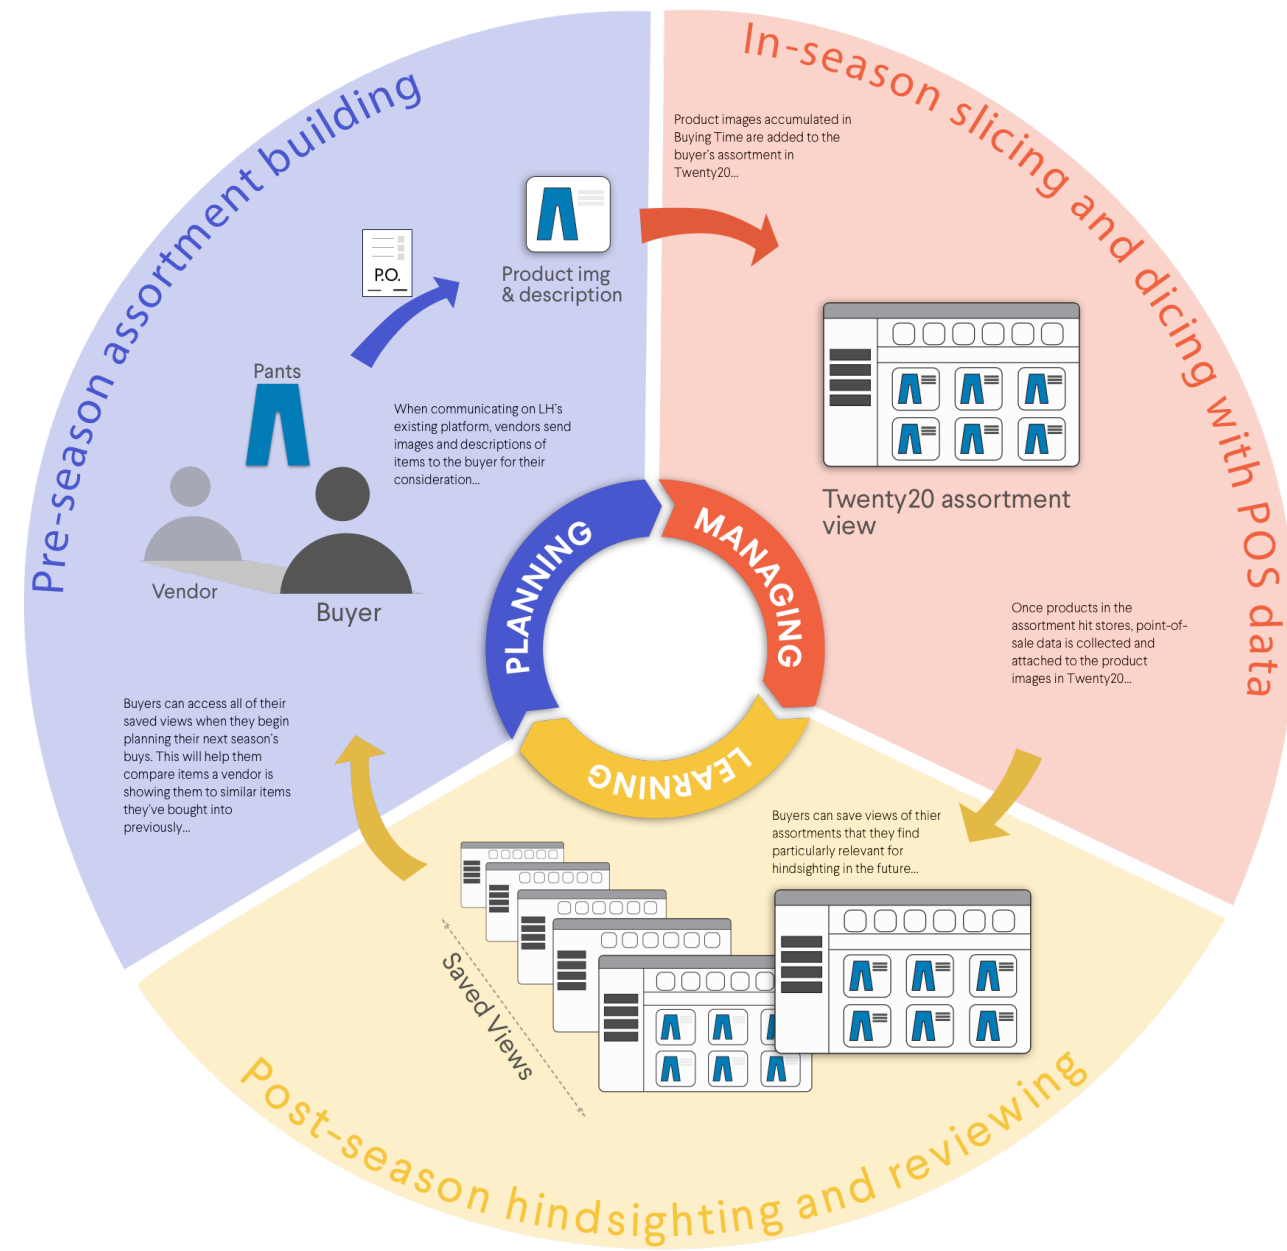 Pre-season assortment building
In-season slicing and dicing with POS data
Product images accumulated in
Buying Time are added to the
buyer's assortment in
Twenty20...
P.O.
Product img
& description
Pants
When communicating on LH's
existing platform, vendors send
images and descriptions of
items to the buyer for their
consideration...
Vendor
Buyer
Twenty20 assortment
view
PLANNING
MANAGING
LEARNING
Once products in the
assortment hit stores, point-of-
sale data is collected and
attached to the product
images in Twenty20...
Buyers can save views of thier
assortments that they find
particularly relevant for
hindsighting in the future...
Saved Views
Buyers can access all of their
saved views when they begin
planning their next season's
buys. This will help them
compare items a vendor is
showing them to similar items
they've bought into
previously...
Post-season hindsighting and reviewing